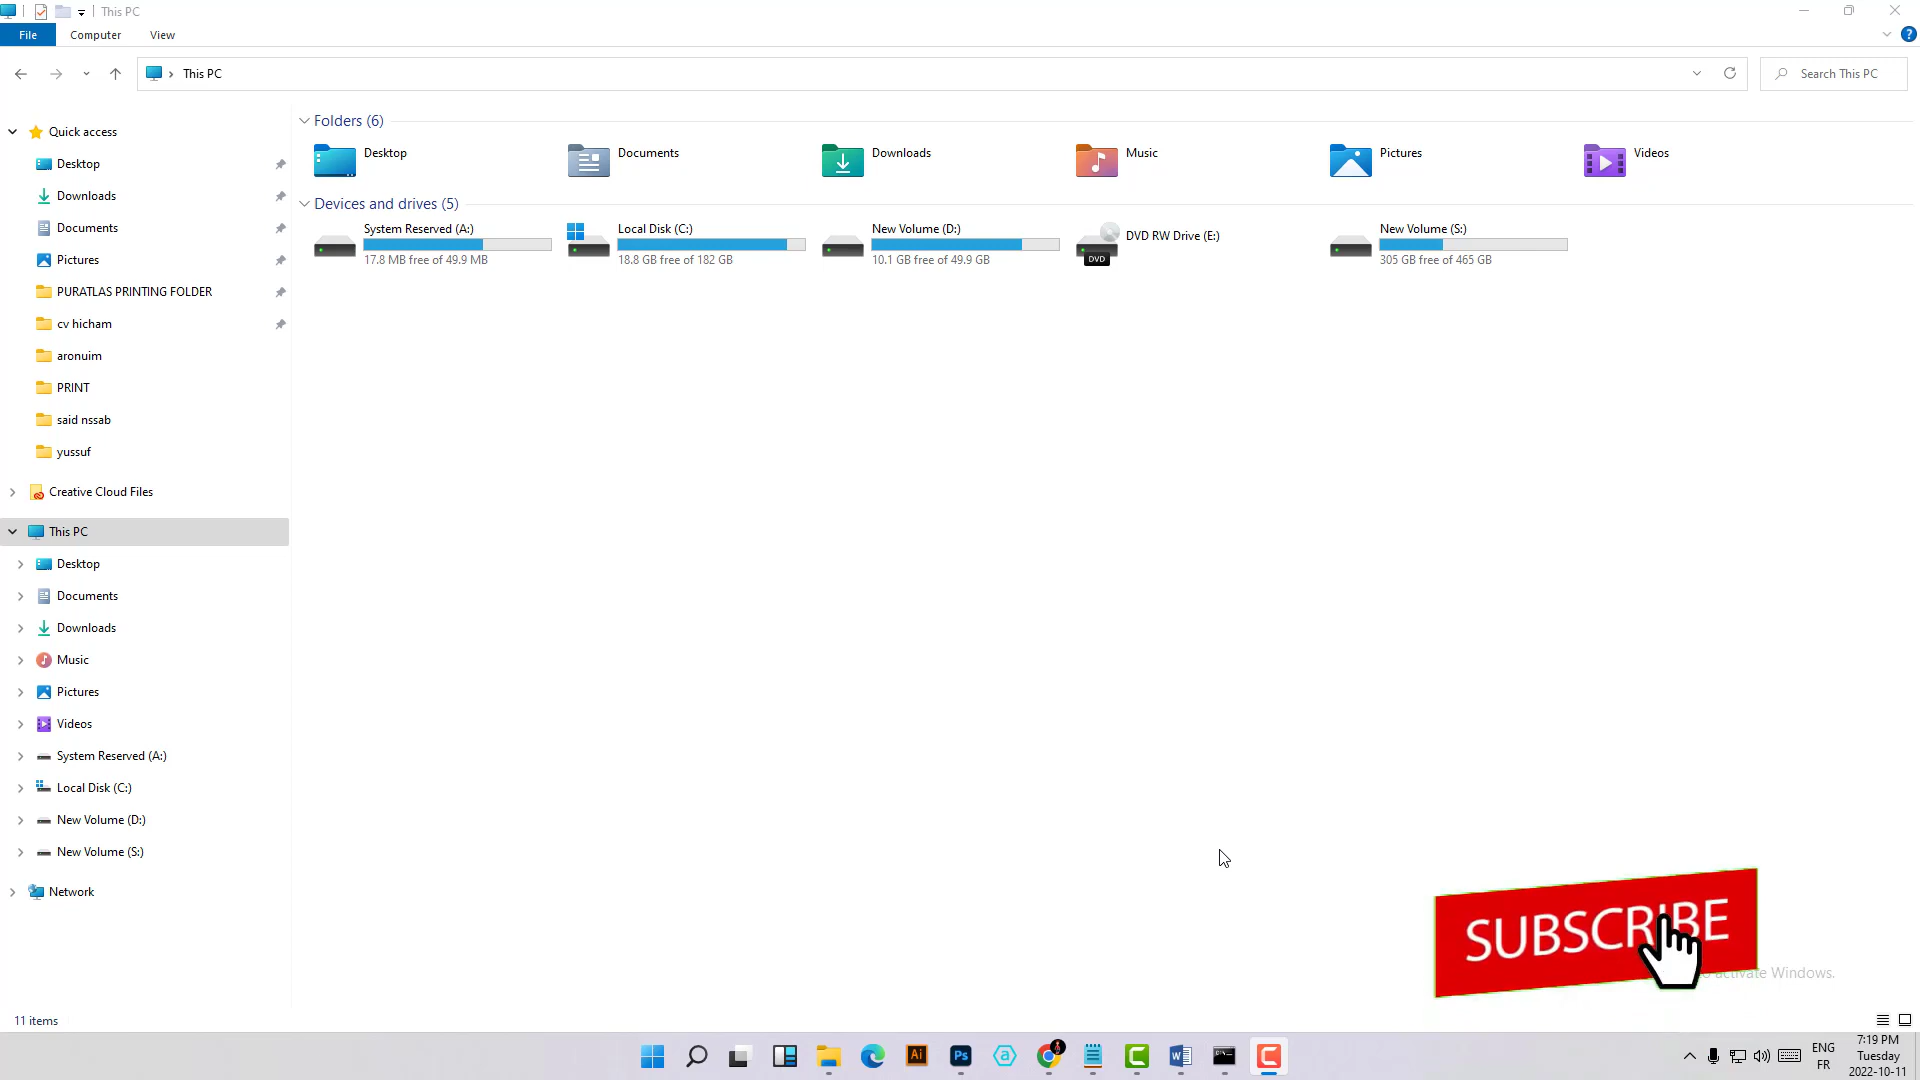 This PC
File Computer View
This PC
Search This PC
Quick access
Desktop
Downloads
Documents
Pictures
PURATLAS PRINTING FOLDER
cv hicham
aronuim
PRINT
said nssab
yussuf
Creative Cloud Files
This PC
Desktop
Documents
Downloads
Music
Pictures
Videos
System Reserved (A:)
Local Disk (C:)
New Volume (D:)
New Volume (S:)
Network
Folders (6)
Desktop
Documents
Downloads
Music
Pictures
Videos
Devices and drives (5)
System Reserved (A:)
17.8 MB free of 49.9 MB
Local Disk (C:)
18.8 GB free of 182 GB
New Volume (D:)
10.1 GB free of 49.9 GB
DVD RW Drive (E:)
DVD
New Volume (S:)
305 GB free of 465 GB
SUBSCRIBE
activate Windows.
11 items
Ai
Ps
ENG
FR
7:19 PM
Tuesday
2022-10-11